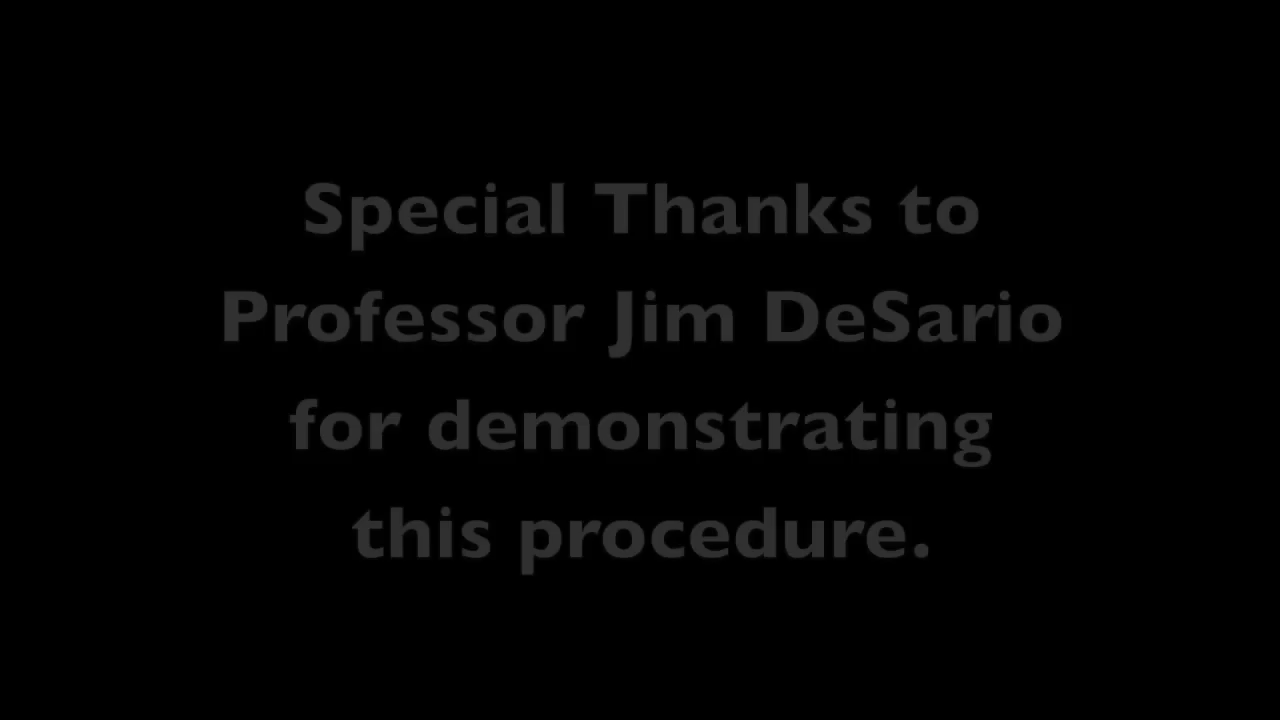 Special Thanks to
Professor Jim DeSario
for demonstrating
this procedure.